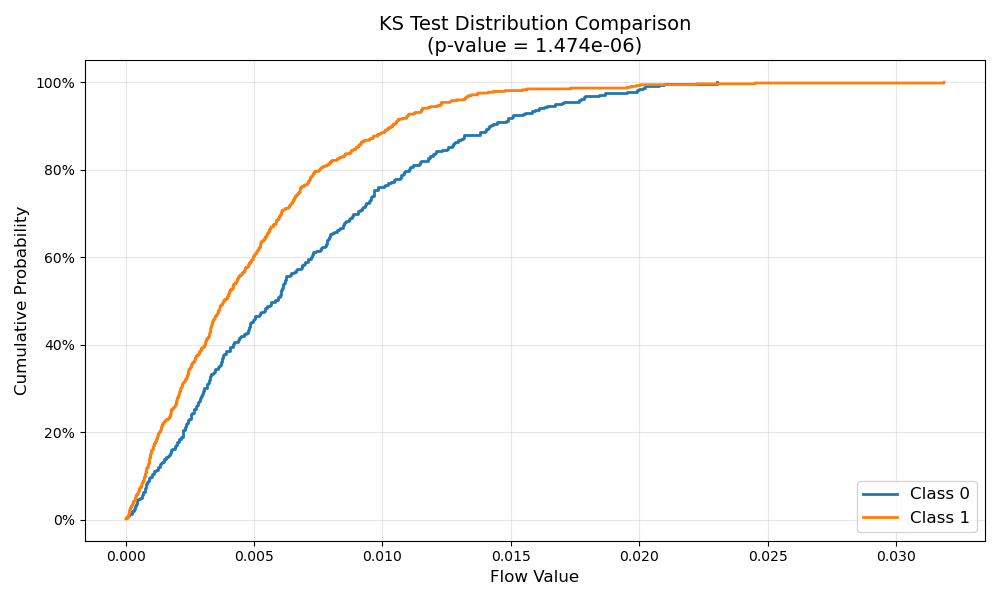 KS Test Distribution Comparison
(p-value = 1.474e-06)
Cumulative Probability
100%
80%
60%
40%
20%
0%
Class 0
Class 1
0.000 0.005 0.010 0.015 0.020 0.025 0.030
Flow Value